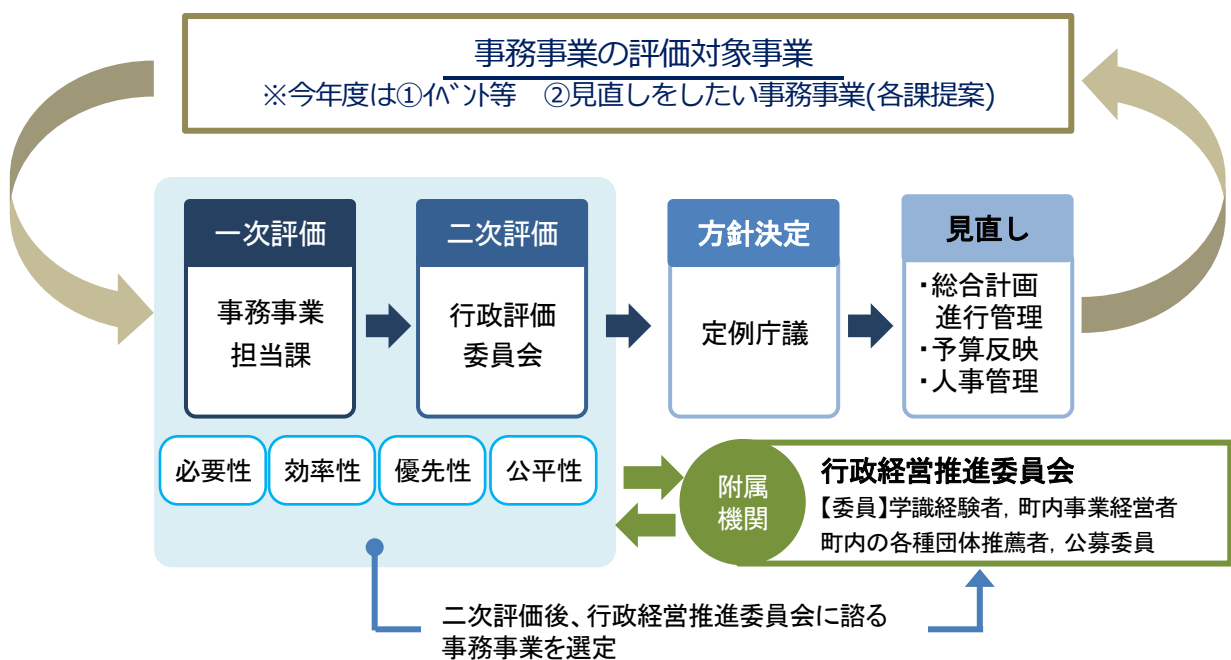 事務事業の評価対象事業
※今年度は①ｲﾍﾞﾝﾄ等　②見直しをしたい事務事業(各課提案)
一次評価
事務事業
担当課
二次評価
行政評価
委員会
方針決定
定例庁議
見直し
・総合計画
進行管理
・予算反映
・人事管理
必要性
効率性
優先性
公平性
附属
機関
行政経営推進委員会
【委員】学識経験者, 町内事業経営者
町内の各種団体推薦者, 公募委員
二次評価後、行政経営推進委員会に諮る
事務事業を選定